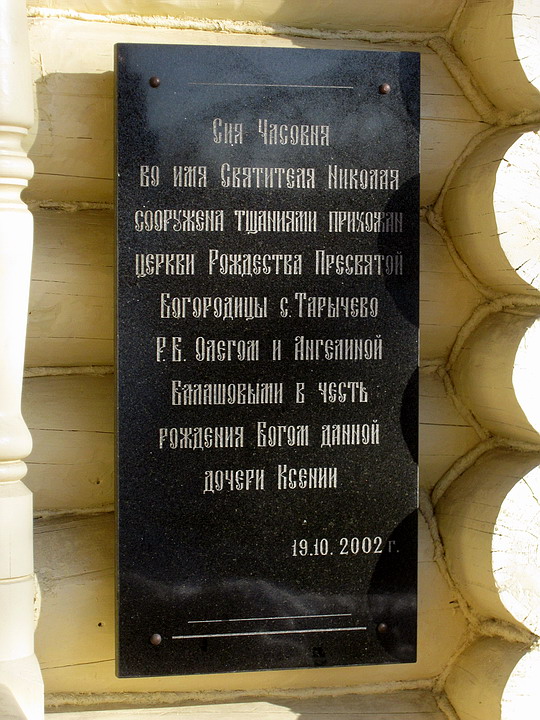 Сия Часовня
во имя Святителя Николая
сооружена тщаниями прихожан
церкви Рождества Пресвятой
Богородицы с. Тарычево
Р.Б. Олегом и Ангелиной
Балашовыми в честь
рождения Богом данной
дочери Ксении
19.10. 2002 г.